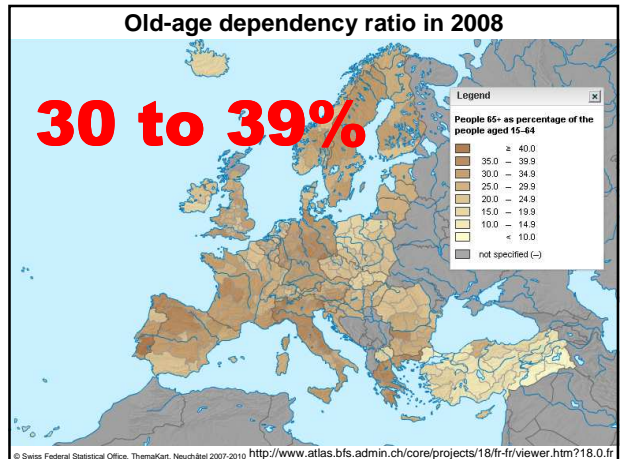 Old-age dependency ratio in 2008
30 to 39%
Legend
People 65+ as percentage of the
people aged 15–64
≥ 40.0
35.0 – 39.9
30.0 – 34.9
25.0 – 29.9
20.0 – 24.9
15.0 – 19.9
10.0 – 14.9
< 10.0
not specified (–)
© Swiss Federal Statistical Office, ThemaKart, Neuchâtel 2007-2010 http://www.atlas.bfs.admin.ch/core/projects/18/fr-fr/viewer.htm?18.0.fr